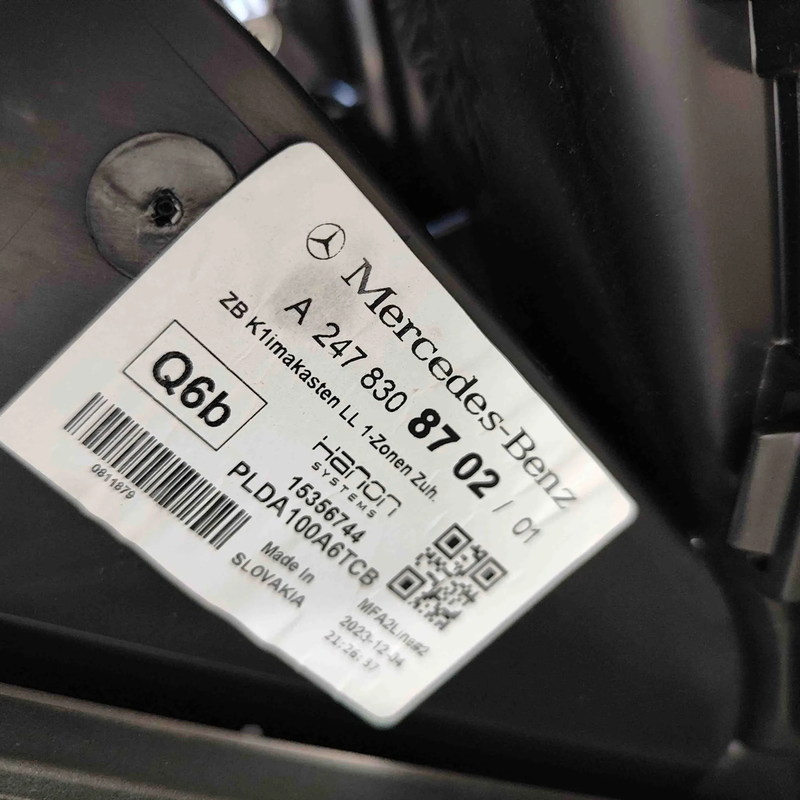 Mercedes-Benz
A 247 830 87 02 / 01
ZB K1imakasten LL 1-Zonen Zuh.
Q6b
Hanon
SYSTEMS
15356744
PLDA100A6TCB
0811879
Made In
SLOVAKIA
MFA2Line#2
2023-12-04
21:26:37